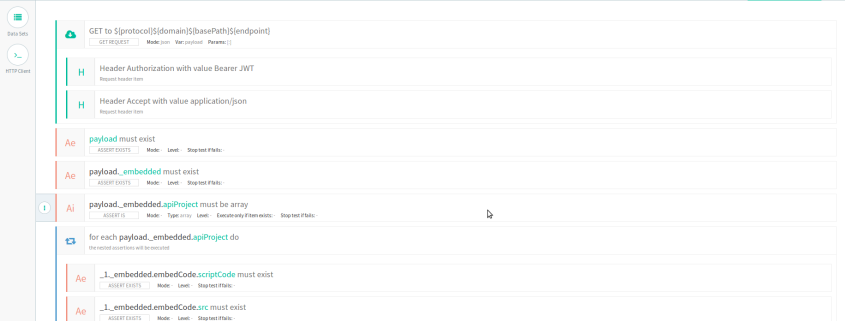 Data Sets
>_
HTTP Client
GET to ${protocol}${domain}${basePath}${endpoint}
GET REQUEST Mode: json Var: payload Params: [ ]
H
Header Authorization with value Bearer JWT
Request header item
H
Header Accept with value application/json
Request header item
Ae
payload must exist
ASSERT EXISTS Mode: - Level: - Stop test if fails: -
Ae
payload._embedded must exist
ASSERT EXISTS Mode: - Level: - Stop test if fails: -
1
Ai
payload._embedded.apiProject must be array
ASSERT IS Mode: - Type: array Level: - Execute only if item exists: - Stop test if fails: -
for each payload._embedded.apiProject do
the nested assertions will be executed
Ae
_1._embedded.embedCode.scriptCode must exist
ASSERT EXISTS Mode: - Level: - Stop test if fails: -
Ae
_1._embedded.embedCode.src must exist
ASSERT EXISTS Mode: - Level: - Stop test if fails: -